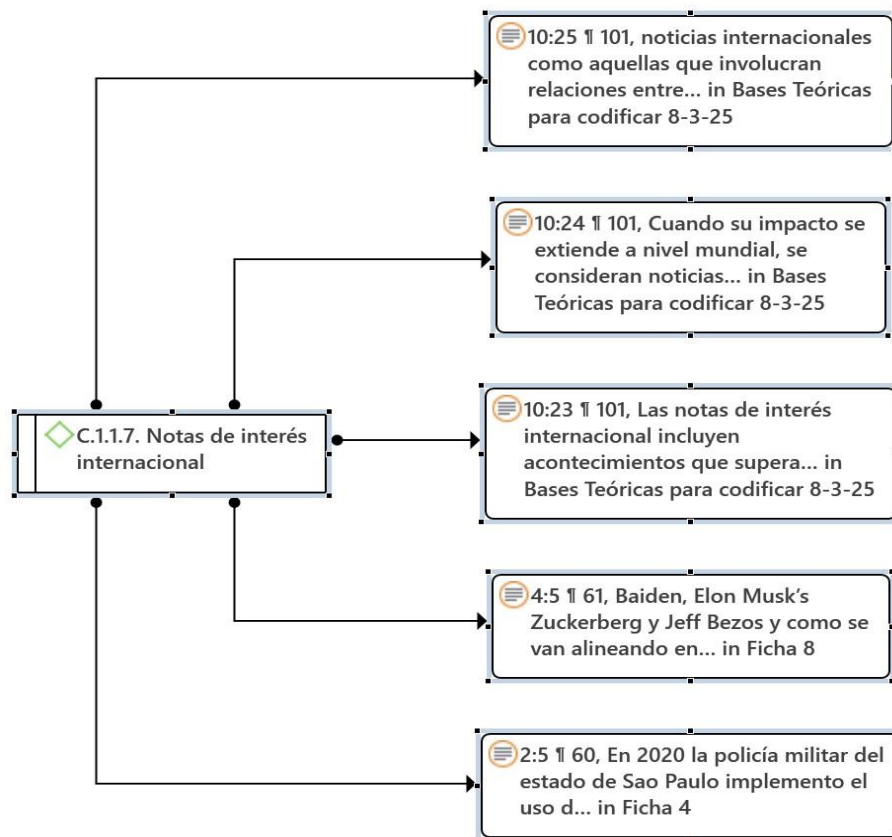 10:25 ¶ 101, noticias internacionales
como aquellas que involucran
relaciones entre... in Bases Teóricas
para codificar 8-3-25
10:24 ¶ 101, Cuando su impacto se
extiende a nivel mundial, se
consideran noticias... in Bases
Teóricas para codificar 8-3-25
C.1.1.7. Notas de interés
internacional
10:23 ¶ 101, Las notas de interés
internacional incluyen
acontecimientos que supera... in
Bases Teóricas para codificar 8-3-25
4:5 ¶ 61, Baiden, Elon Musk’s
Zuckerberg y Jeff Bezos y como se
van alineando en... in Ficha 8
2:5 ¶ 60, En 2020 la policía militar del
estado de Sao Paulo implemento el
uso d... in Ficha 4